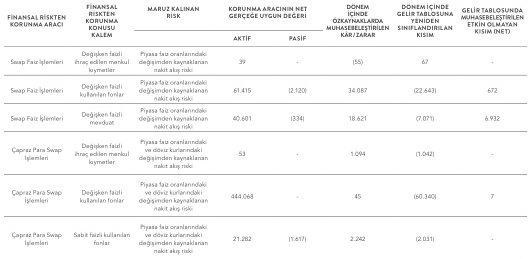 FİNANSAL RİSKTEN
KORUNMA ARACI
FİNANSAL
RİSKTEN
KORUNMA
KONUSU
KALEM
MARUZ KALINAN
RİSK
KORUNMA ARACININ NET
GERÇEĞE UYGUN DEĞERİ
AKTİF
PASİF
DÖNEM
İÇİNDE
ÖZKAYNAKLARDA
MUHASEBELEŞTİRİLEN
KÂR/ZARAR
DÖNEM İÇİNDE
GELİR TABLOSUNA
YENİDEN
SINIFLANDIRILAN
KISIM
GELİR TABLOSUNDA
MUHASEBELEŞTİRİLEN
ETKİN OLMAYAN
KISIM (NET)
Swap Faiz İşlemleri
Değişken faizli
ihraç edilen menkul
kıymetler
Piyasa faiz oranlarındaki
değişimden kaynaklanan
nakit akış riski
39
-
(55)
67
-
Swap Faiz İşlemleri
Değişken faizli
kullanılan fonlar
Piyasa faiz oranlarındaki
değişimden kaynaklanan
nakit akış riski
61.415
(2.120)
34.087
(22.643)
672
Swap Faiz İşlemleri
Değişken faizli
mevduat
Piyasa faiz oranlarındaki
değişimden kaynaklanan
nakit akış riski
40.601
(334)
18.621
(7.071)
6.932
Çapraz Para Swap
İşlemleri
Değişken faizli
ihraç edilen menkul
kıymetler
Piyasa faiz oranlarındaki
ve döviz kurlarındaki
değişimden kaynaklanan
nakit akış riski
53
-
1.094
(1.042)
-
Çapraz Para Swap
İşlemleri
Değişken faizli
kullanılan fonlar
Piyasa faiz oranlarındaki
ve döviz kurlarındaki
değişimden kaynaklanan
nakit akış riski
444.068
-
45
(60.340)
7
Çapraz Para Swap
İşlemleri
Sabit faizli kullanılan
fonlar
Piyasa faiz oranlarındaki
ve döviz kurlarındaki
değişimden kaynaklanan
nakit akış riski
21.282
(1.617)
2.242
(2.031)
-